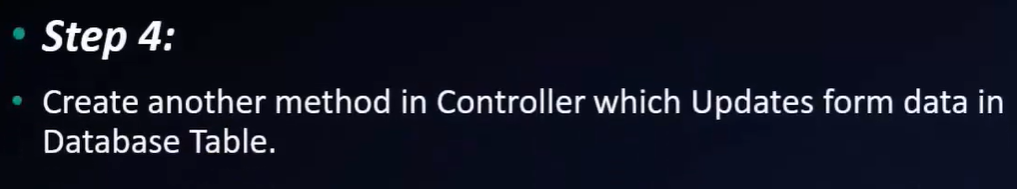 Step 4:
Create another method in Controller which Updates form data in
Database Table.